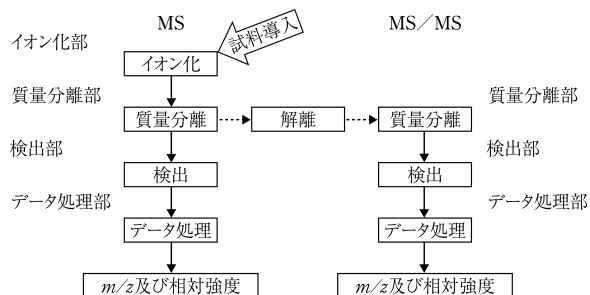 MS
MS/MS
イオン化部
試料導入
イオン化
質量分離部
質量分離部
質量分離
解離
質量分離
検出部
検出部
検出
検出
データ処理部
データ処理部
データ処理
データ処理
m/z及び相対強度
m/z及び相対強度